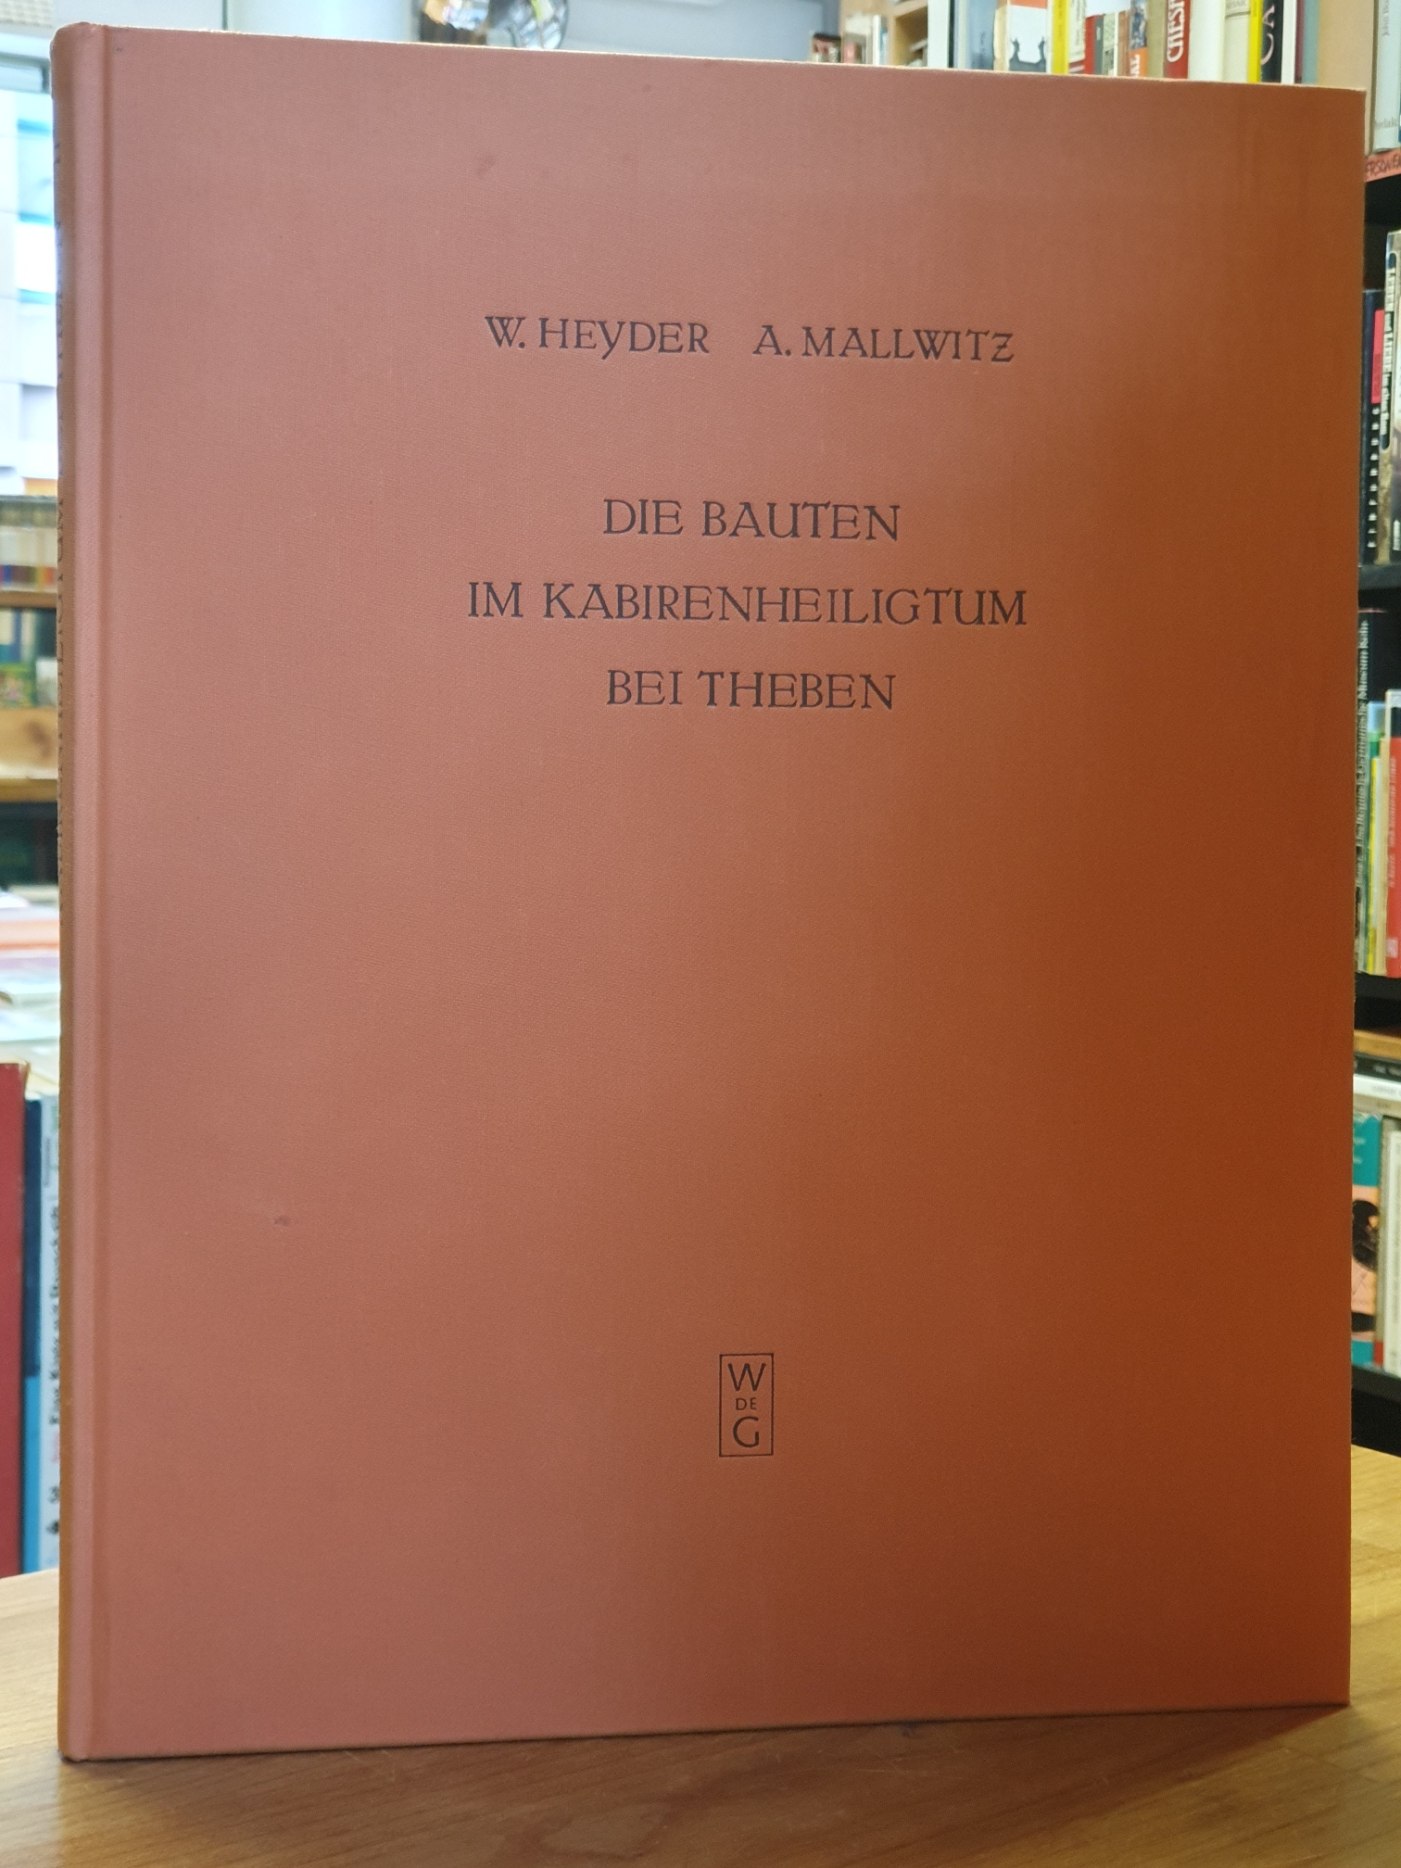 W. HEYDER A. MALLWITZ
DIE BAUTEN
IM KABIRENHEILIGTUM
BEI THEBEN
W
DE
G